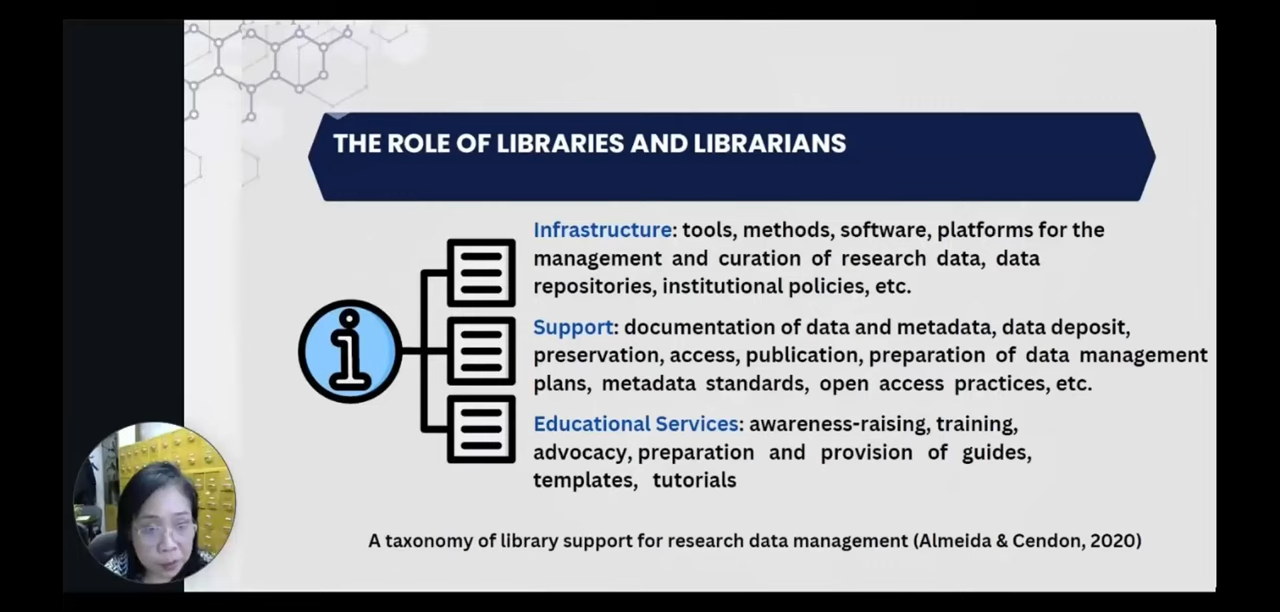 THE ROLE OF LIBRARIES AND LIBRARIANS
Infrastructure: tools, methods, software, platforms for the
management and curation of research data, data
repositories, institutional policies, etc.
Support: documentation of data and metadata, data deposit,
preservation, access, publication, preparation of data management
plans, metadata standards, open access practices, etc.
Educational Services: awareness-raising, training,
advocacy, preparation and provision of guides,
templates, tutorials
A taxonomy of library support for research data management (Almeida & Cendon, 2020)